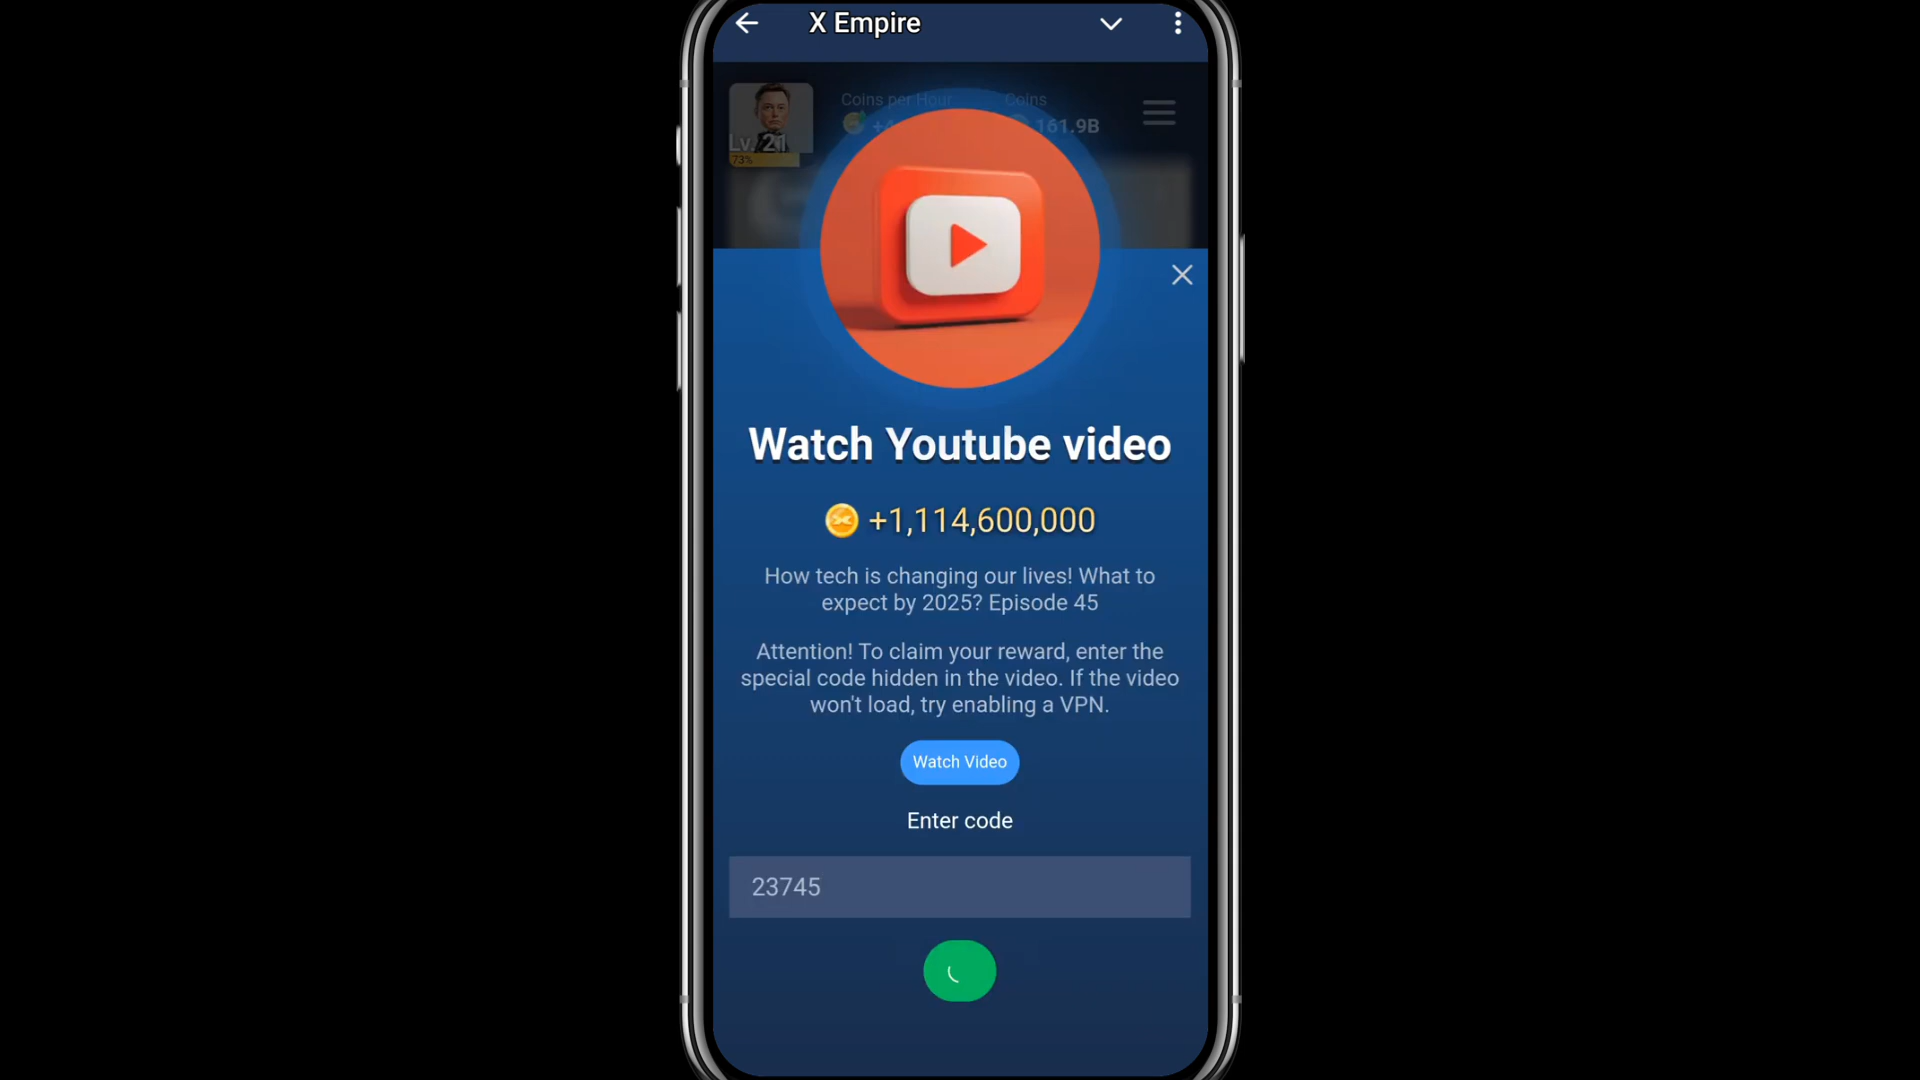 X Empire
Coins per Hour
Coins
161.9B
Lv. 21
73%
Watch Youtube video
+1,114,600,000
How tech is changing our lives! What to
expect by 2025? Episode 45
Attention! To claim your reward, enter the
special code hidden in the video. If the video
won't load, try enabling a VPN.
Watch Video
Enter code
23745